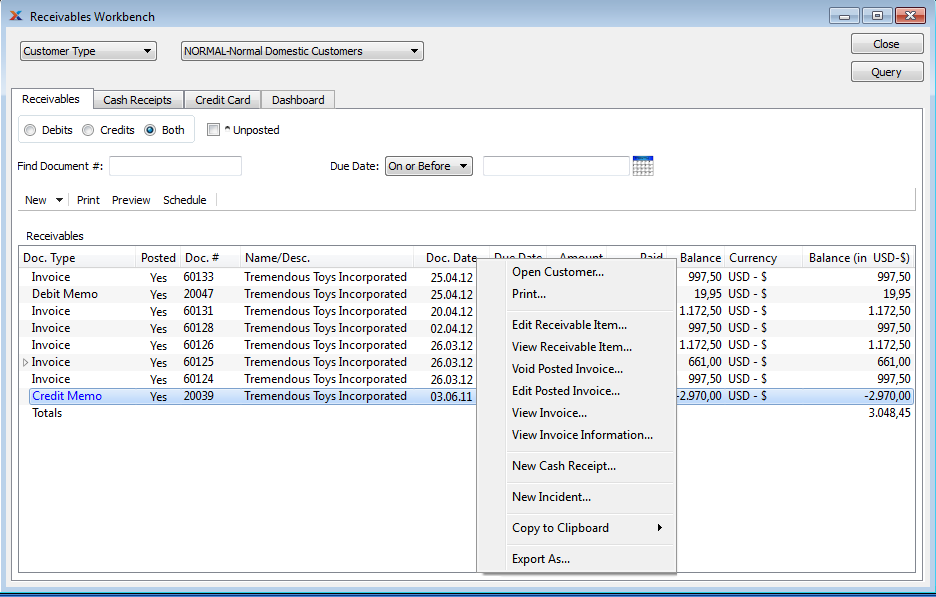 Receivables Workbench
Customer Type NORMAL-Normal Domestic Customers Close
Query
Receivables Cash Receipts Credit Card Dashboard
Debits Credits Both ^ Unposted
Find Document #: Due Date: On or Before
New Print Preview Schedule
Receivables
Doc. Type Posted Doc. # Name/Desc. Doc. Date Due Date Amount Paid Balance Currency Balance (in USD-$)
Invoice Yes 60133 Tremendous Toys Incorporated 25.04.12 997,50 USD - $ 997,50
Debit Memo Yes 20047 Tremendous Toys Incorporated 25.04.12 19,95 USD - $ 19,95
Invoice Yes 60131 Tremendous Toys Incorporated 20.04.12 1.172,50 USD - $ 1.172,50
Invoice Yes 60128 Tremendous Toys Incorporated 02.04.12 997,50 USD - $ 997,50
Invoice Yes 60126 Tremendous Toys Incorporated 26.03.12 1.172,50 USD - $ 1.172,50
Invoice Yes 60125 Tremendous Toys Incorporated 26.03.12 661,00 USD - $ 661,00
Invoice Yes 60124 Tremendous Toys Incorporated 26.03.12 997,50 USD - $ 997,50
Credit Memo Yes 20039 Tremendous Toys Incorporated 03.06.11 -2.970,00 USD - $ -2.970,00
Totals 3.048,45
Open Customer...
Print...
Edit Receivable Item...
View Receivable Item...
Void Posted Invoice...
Edit Posted Invoice...
View Invoice...
View Invoice Information...
New Cash Receipt...
New Incident...
Copy to Clipboard
Export As...